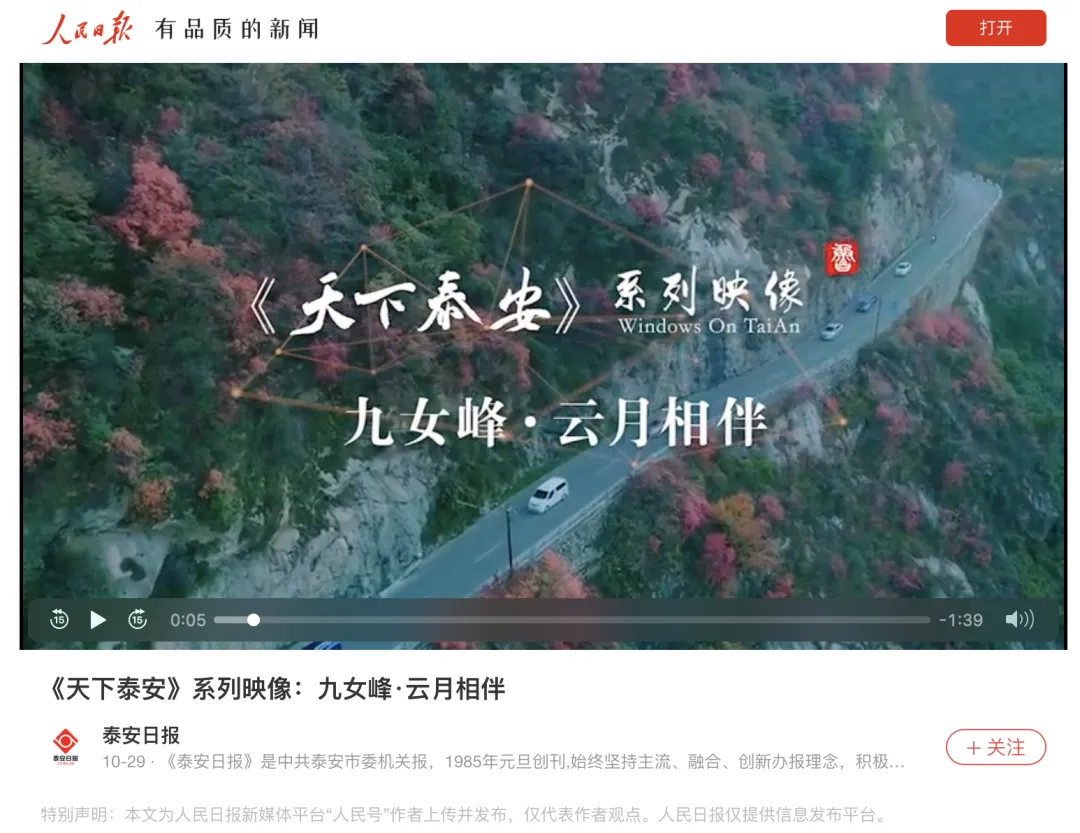 人民日报 有品质的新闻
打开
《天下泰安》系列映像
Windows On TaiAn
九女峰·云月相伴
15
15
0:05
-1:39
《天下泰安》系列映像：九女峰·云月相伴
泰安日报
10-29 · 《泰安日报》是中共泰安市委机关报，1985年元旦创刊,始终坚持主流、融合、创新办报理念，积极…
泰安日报
+ 关注
特别声明：本文为人民日报新媒体平台“人民号”作者上传并发布，仅代表作者观点。人民日报仅提供信息发布平台。